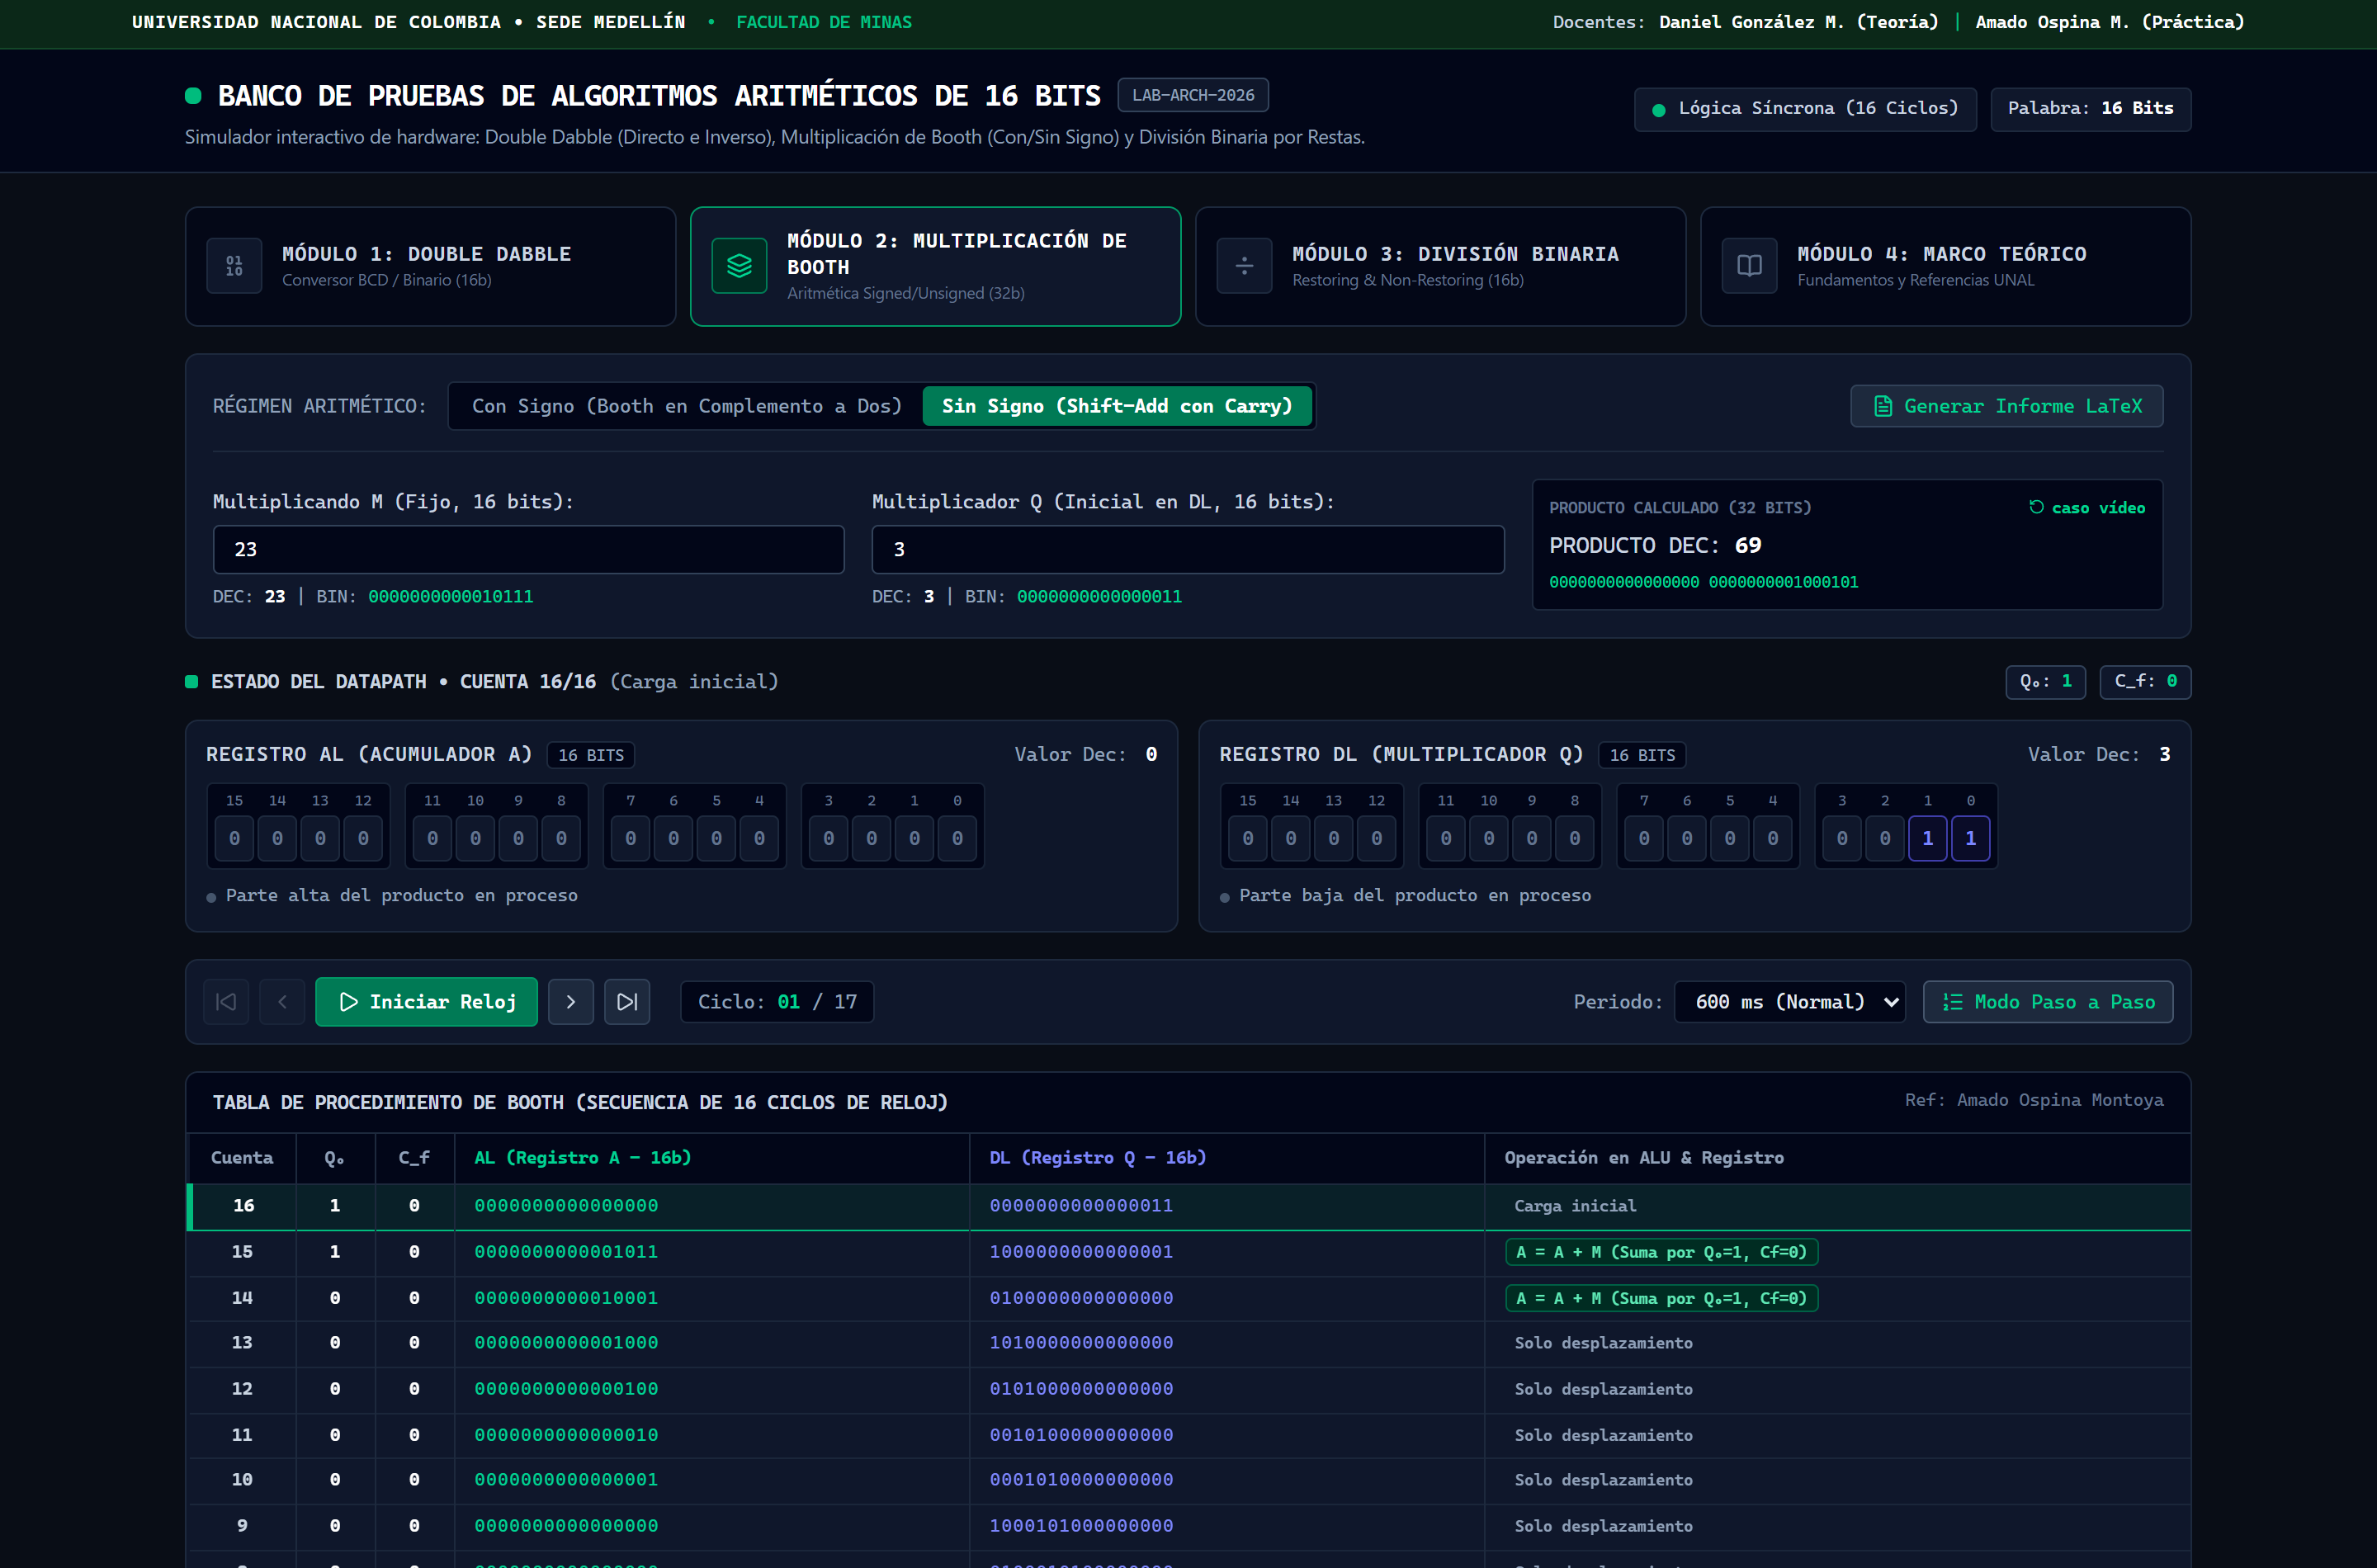 UNIVERSIDAD NACIONAL DE COLOMBIA • SEDE MEDELLÍN • FACULTAD DE MINAS
Docentes: Daniel González M. (Teoría) | Amado Ospina M. (Práctica)
BANCO DE PRUEBAS DE ALGORITMOS ARITMÉTICOS DE 16 BITS LAB-ARCH-2026
Simulador interactivo de hardware: Double Dabble (Directo e Inverso), Multiplicación de Booth (Con/Sin Signo) y División Binaria por Restas.
Lógica Síncrona (16 Ciclos) Palabra: 16 Bits
01
10
MÓDULO 1: DOUBLE DABBLE
Conversor BCD / Binario (16b)
MÓDULO 2: MULTIPLICACIÓN DE
BOOTH
Aritmética Signed/Unsigned (32b)
MÓDULO 3: DIVISIÓN BINARIA
Restoring & Non-Restoring (16b)
MÓDULO 4: MARCO TEÓRICO
Fundamentos y Referencias UNAL
RÉGIMEN ARITMÉTICO: Con Signo (Booth en Complemento a Dos) Sin Signo (Shift-Add con Carry) Generar Informe LaTeX
Multiplicando M (Fijo, 16 bits):
23
DEC: 23 | BIN: 0000000000010111
Multiplicador Q (Inicial en DL, 16 bits):
3
DEC: 3 | BIN: 0000000000000011
PRODUCTO CALCULADO (32 BITS) caso vídeo
PRODUCTO DEC: 69
0000000000000000 0000000001000101
ESTADO DEL DATAPATH • CUENTA 16/16 (Carga inicial) Q₀: 1 C_f: 0
REGISTRO AL (ACUMULADOR A) 16 BITS Valor Dec: 0
15 14 13 12 11 10 9 8 7 6 5 4 3 2 1 0
0 0 0 0 0 0 0 0 0 0 0 0 0 0 0 0
Parte alta del producto en proceso
REGISTRO DL (MULTIPLICADOR Q) 16 BITS Valor Dec: 3
15 14 13 12 11 10 9 8 7 6 5 4 3 2 1 0
0 0 0 0 0 0 0 0 0 0 0 0 0 0 1 1
Parte baja del producto en proceso
Iniciar Reloj Ciclo: 01 / 17 Periodo: 600 ms (Normal) Modo Paso a Paso
TABLA DE PROCEDIMIENTO DE BOOTH (SECUENCIA DE 16 CICLOS DE RELOJ) Ref: Amado Ospina Montoya
Cuenta Q₀ C_f AL (Registro A - 16b) DL (Registro Q - 16b) Operación en ALU & Registro
16 1 0 0000000000000000 0000000000000011 Carga inicial
15 1 0 0000000000001011 1000000000000001 A = A + M (Suma por Q₀=1, Cf=0)
14 0 0 0000000000010001 0100000000000000 A = A + M (Suma por Q₀=1, Cf=0)
13 0 0 0000000000001000 1010000000000000 Solo desplazamiento
12 0 0 0000000000000100 0101000000000000 Solo desplazamiento
11 0 0 0000000000000010 0010100000000000 Solo desplazamiento
10 0 0 0000000000000001 0001010000000000 Solo desplazamiento
9 0 0 0000000000000000 1000101000000000 Solo desplazamiento